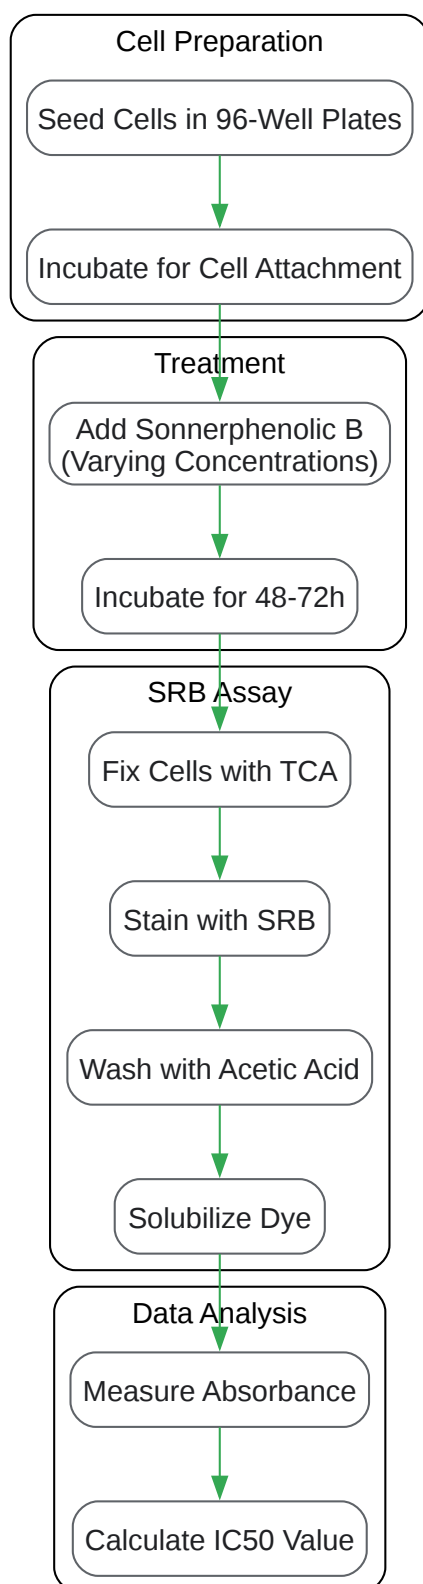 Cell Preparation
Seed Cells in 96-Well Plates
Incubate for Cell Attachment
Treatment
Add Sonnerphenolic B
(Varying Concentrations)
Incubate for 48-72h
SRB Assay
Fix Cells with TCA
Stain with SRB
Wash with Acetic Acid
Solubilize Dye
Data Analysis
Measure Absorbance
Calculate IC50 Value